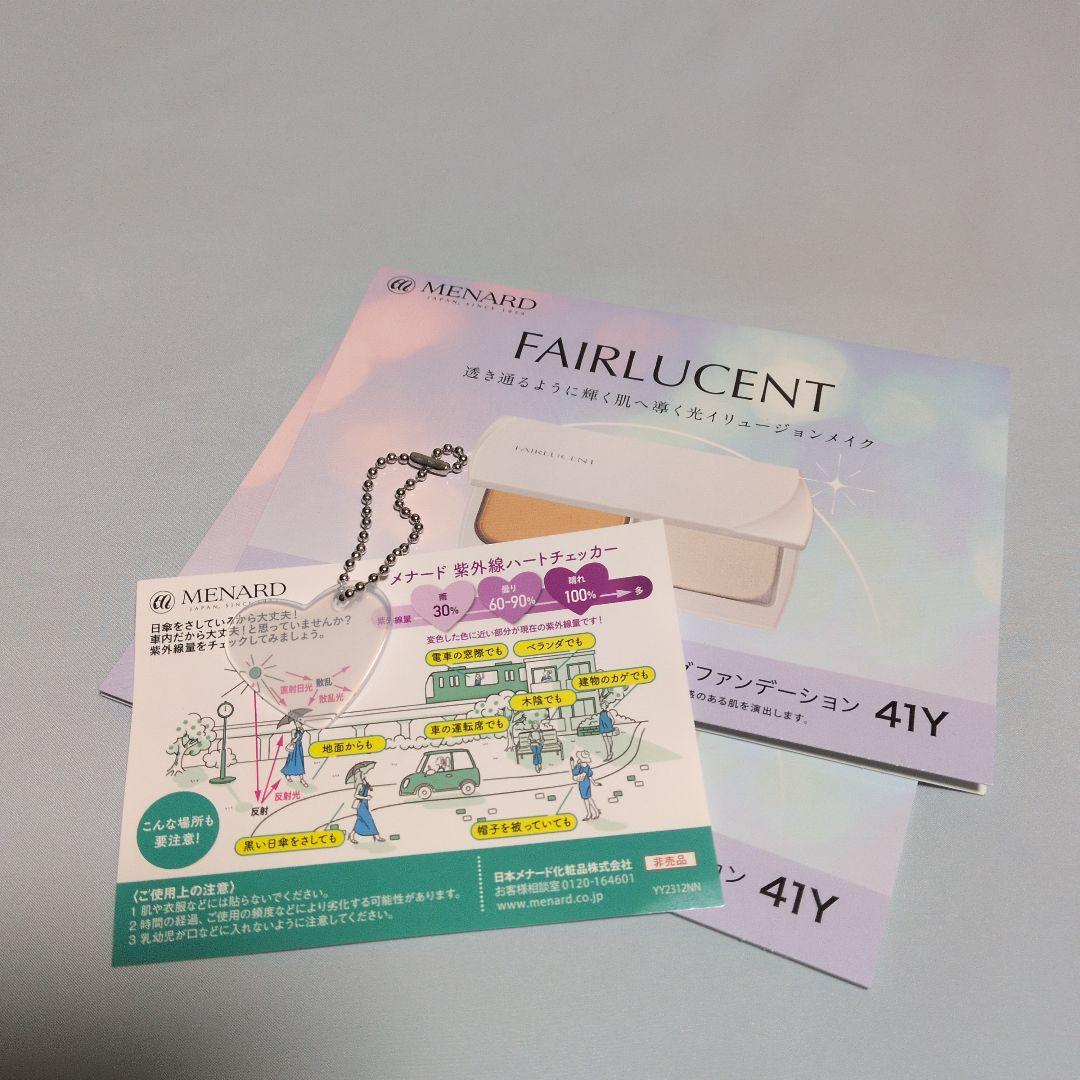 MENARD
JAPAN, SINCE 1959
FAIRLUCENT
透き通るように輝く肌へ導く光イリュージョンメイク
FAIRLUCENT
グファンデーション 41Y
感のある肌を演出します。
ション 41Y
MENARD
JAPAN, SINCE
メナード 紫外線ハートチェッカー
日傘をさしているから大丈夫！
車内だから大丈夫！と思っていませんか？
紫外線量をチェックしてみましょう。
紫外線量
雨
30%
曇り
60-90%
晴れ
100%
多
変色した色に近い部分が現在の紫外線量です！
電車の窓際でも
ベランダでも
建物のカゲでも
木陰でも
車の運転席でも
直射日光
散乱
散乱光
地面からも
反射光
反射
黒い日傘をさしても
帽子を被っていても
こんな場所も
要注意！
〈ご使用上の注意〉
1 肌や衣服などには貼らないでください。
2 時間の経過、ご使用の頻度などにより劣化する可能性があります。
3 乳幼児が口などに入れないように注意してください。
日本メナード化粧品株式会社
お客様相談室 0120-164601
www.menard.co.jp
非売品
YY2312NN